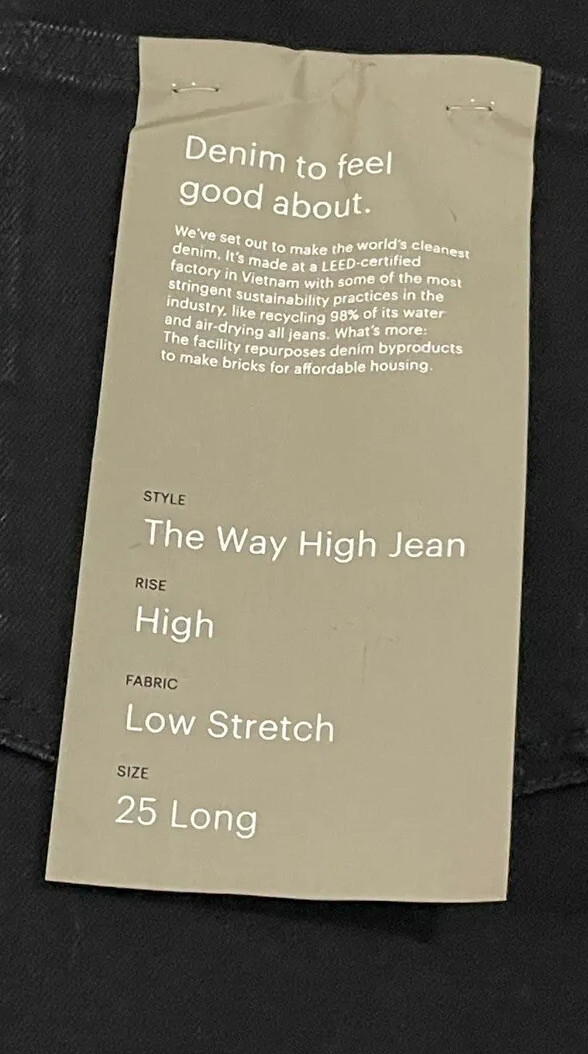 Denim to feel
good about.
We've set out to make the world's cleanest
denim. It's made at a LEED-certified
factory in Vietnam with some of the most
stringent sustainability practices in the
industry, like recycling 98% of its water
and air-drying all jeans. What's more:
The facility repurposes denim byproducts
to make bricks for affordable housing.
STYLE
The Way High Jean
RISE
High
FABRIC
Low Stretch
SIZE
25 Long